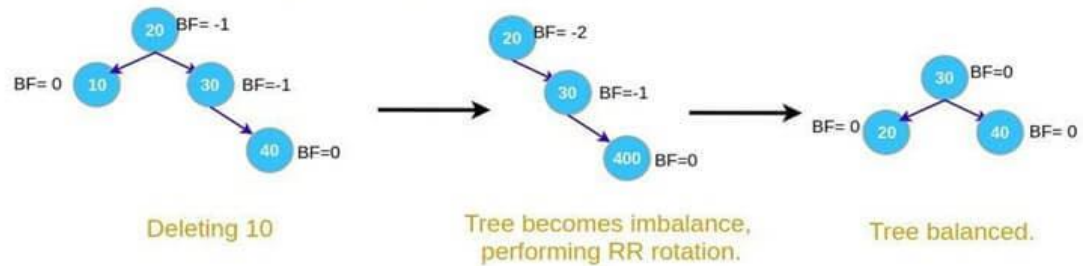 20 BF= -1
BF= 0 10
30 BF=-1
40 BF=0
Deleting 10
20 BF= -2
30 BF=-1
400 BF=0
Tree becomes imbalance,
performing RR rotation.
30 BF=0
BF= 0 20
40 BF= 0
Tree balanced.